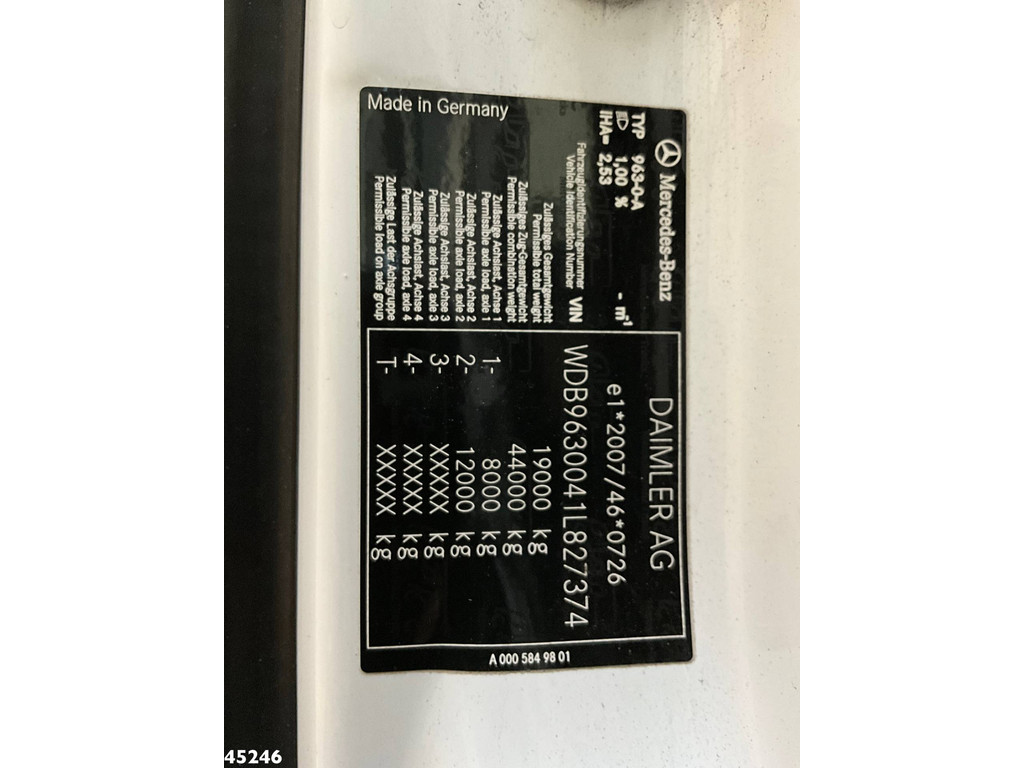 Mercedes-Benz
DAIMLER AG
TYP 963-0-A - m⁻¹
1,00 %
e1*2007/46*0726
IHA= 2,53
Fahrzeugidentifizierungsnummer
Vehicle Identification Number VIN
WDB9630041L827374
Zulässiges Gesamtgewicht
Permissible total weight
19000 kg
Zulässiges Zug-Gesamtgewicht
Permissible combination weight
44000 kg
Zulässige Achslast, Achse 1
Permissible axle load, axle 1
1- 8000 kg
Zulässige Achslast, Achse 2
Permissible axle load, axle 2
2- 12000 kg
Zulässige Achslast, Achse 3
Permissible axle load, axle 3
3- XXXXX kg
Zulässige Achslast, Achse 4
Permissible axle load, axle 4
4- XXXXX kg
Zulässige Last der Achsgruppe
Permissible load on axle group
T- XXXXX kg
Made in Germany
A 000 584 98 01
45246